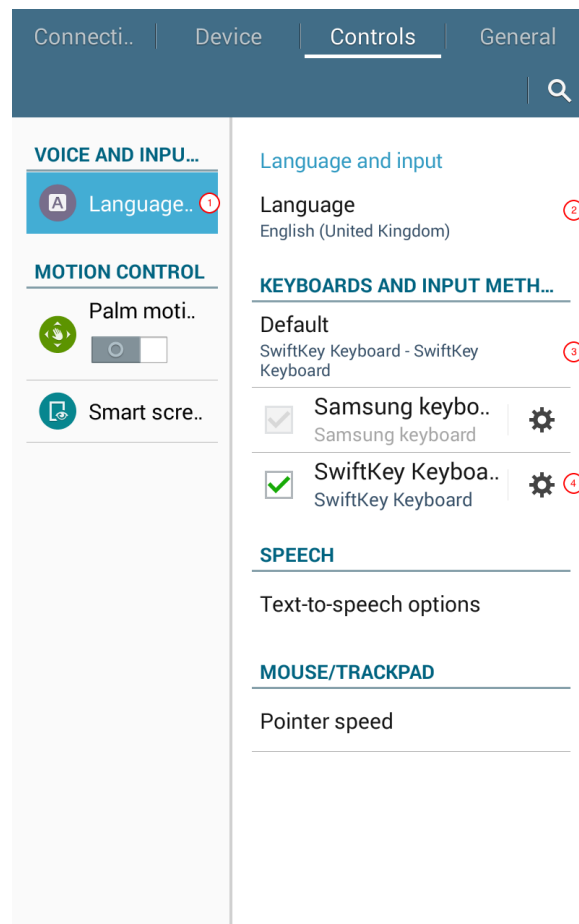 Connecti.. Device Controls General
VOICE AND INPU...
A Language.. 1
MOTION CONTROL
Palm moti..
Smart scre..
Language and input
Language
English (United Kingdom)
2
KEYBOARDS AND INPUT METH...
Default
SwiftKey Keyboard - SwiftKey
Keyboard
3
Samsung keybo..
Samsung keyboard
SwiftKey Keyboa..
SwiftKey Keyboard
4
SPEECH
Text-to-speech options
MOUSE/TRACKPAD
Pointer speed